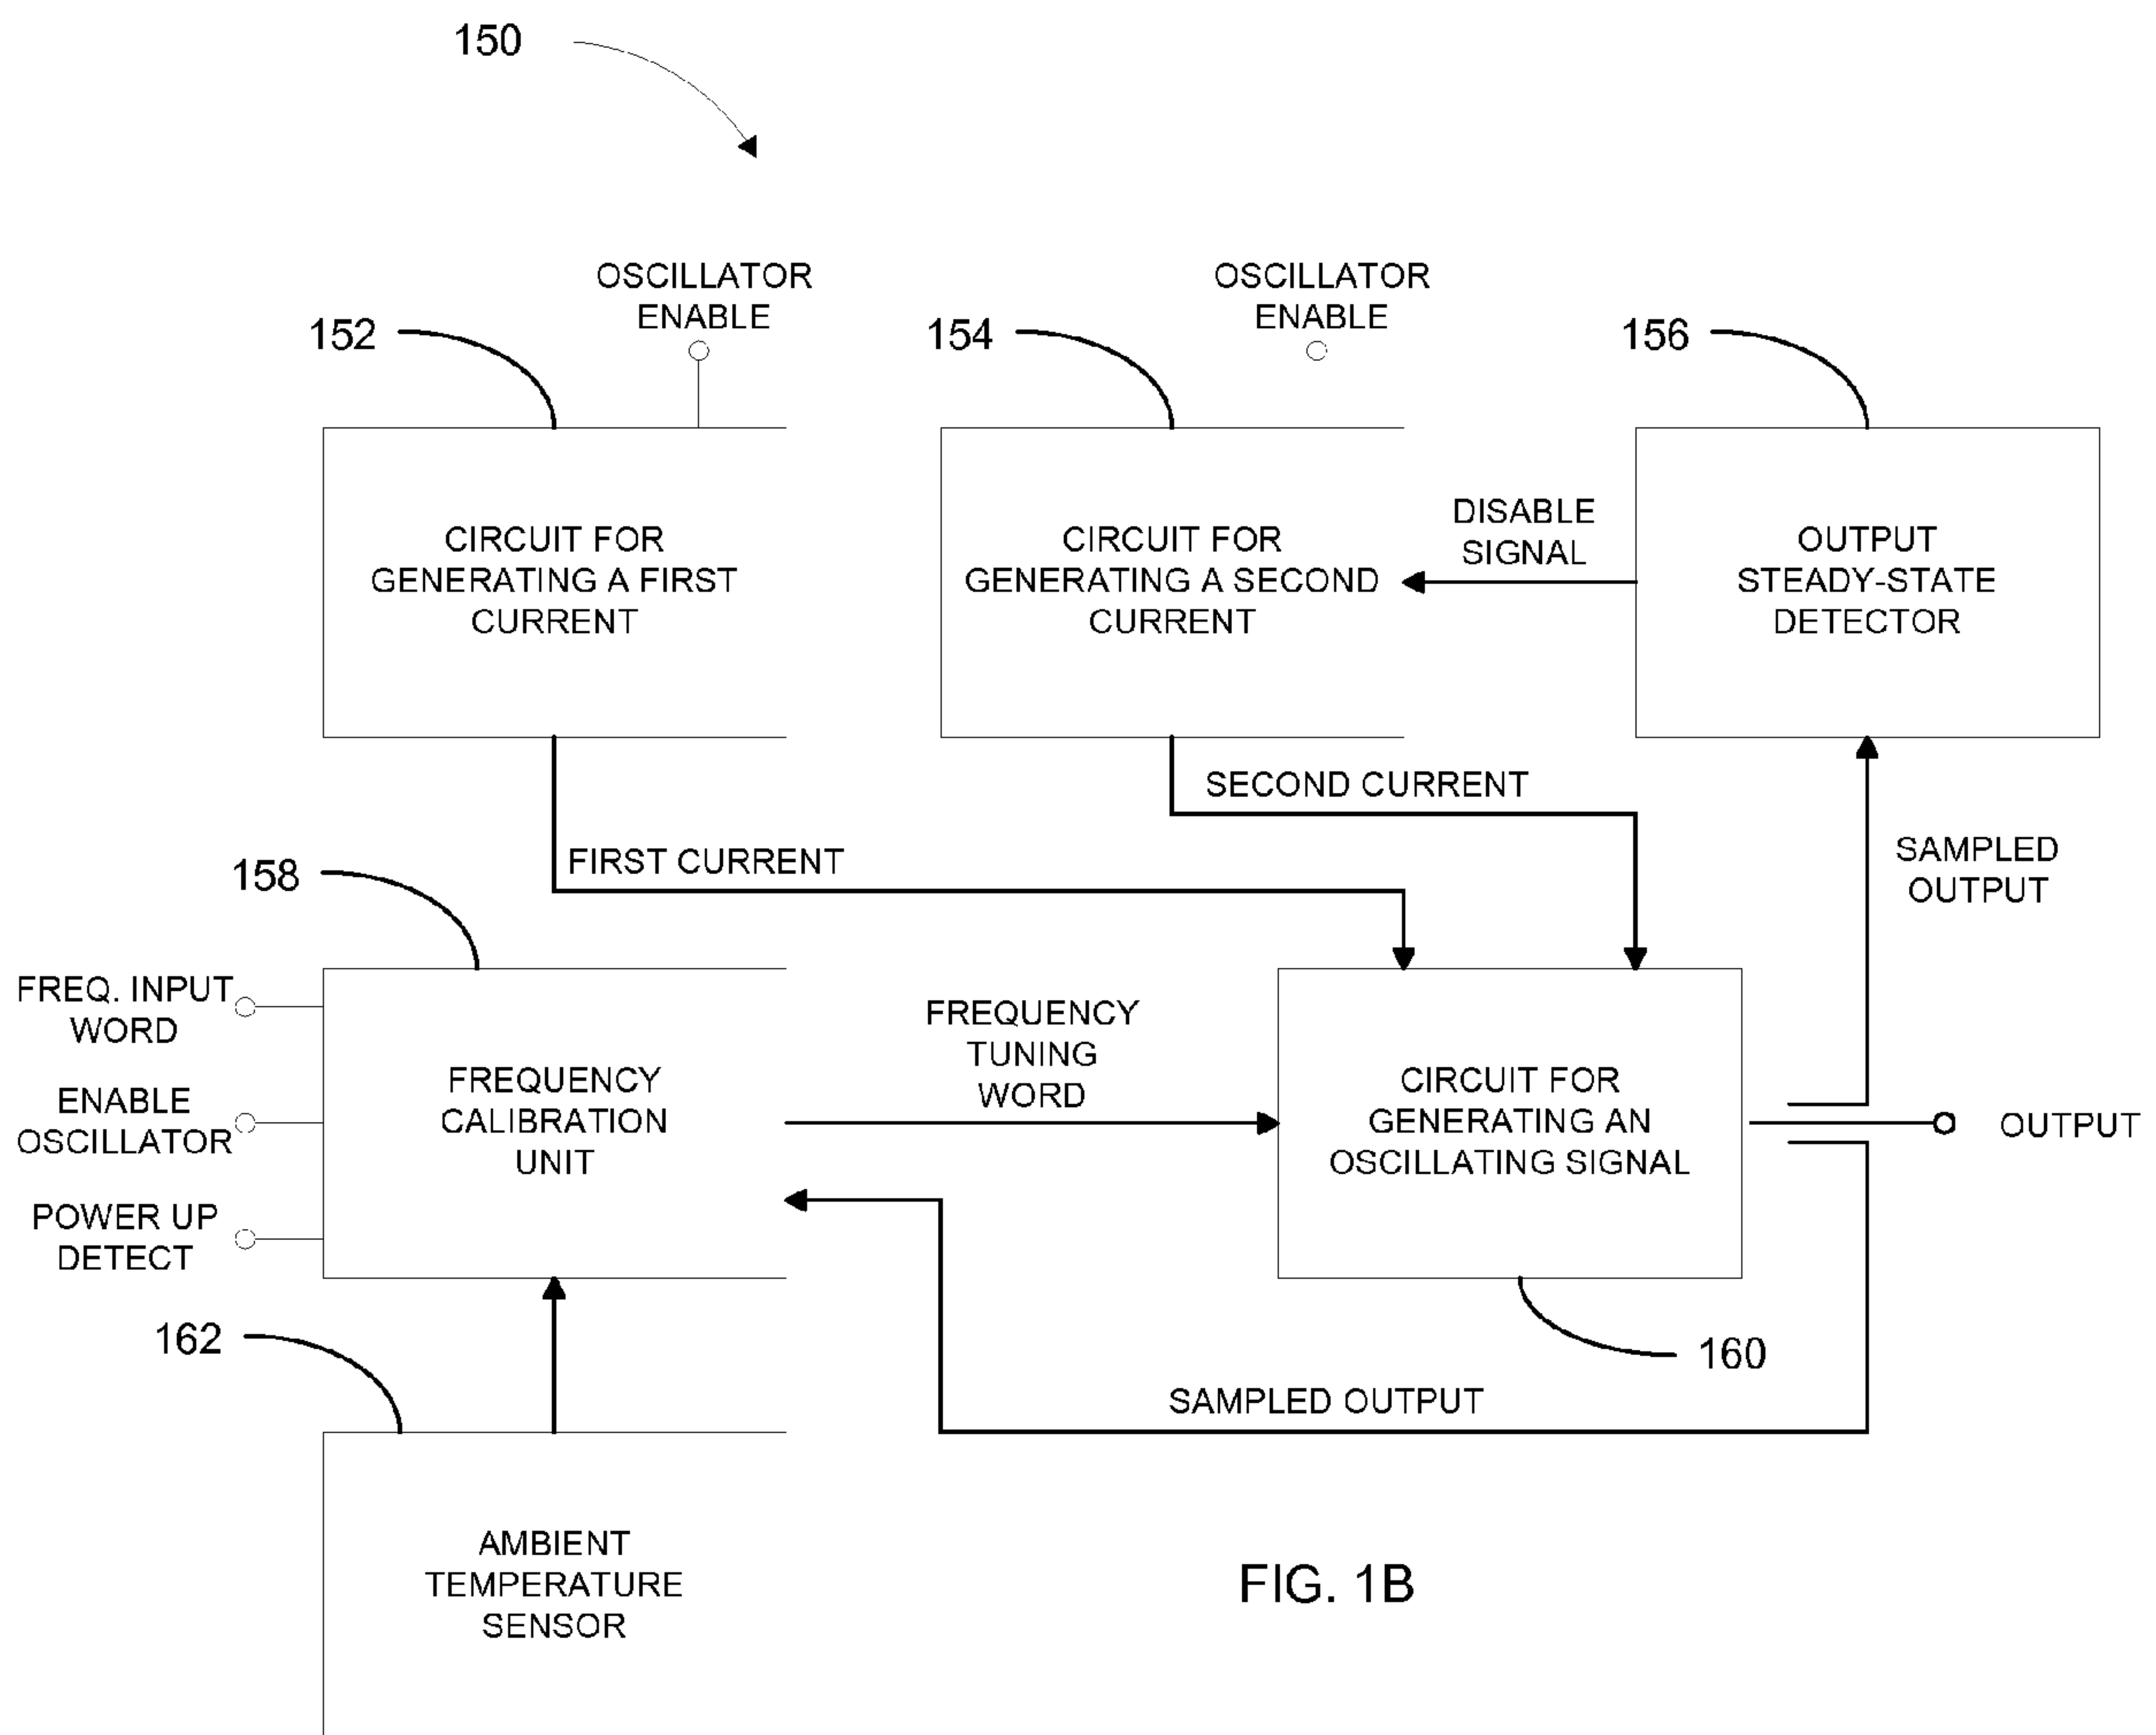 150
OSCILLATOR
ENABLE
OSCILLATOR
ENABLE
152
154
156
CIRCUIT FOR
GENERATING A FIRST
CURRENT
CIRCUIT FOR
GENERATING A SECOND
CURRENT
DISABLE
SIGNAL
OUTPUT
STEADY-STATE
DETECTOR
SECOND CURRENT
FIRST CURRENT
SAMPLED
OUTPUT
158
FREQ. INPUT
WORD
ENABLE
OSCILLATOR
POWER UP
DETECT
FREQUENCY
CALIBRATION
UNIT
FREQUENCY
TUNING
WORD
CIRCUIT FOR
GENERATING AN
OSCILLATING SIGNAL
OUTPUT
162
160
SAMPLED OUTPUT
AMBIENT
TEMPERATURE
SENSOR
FIG. 1B